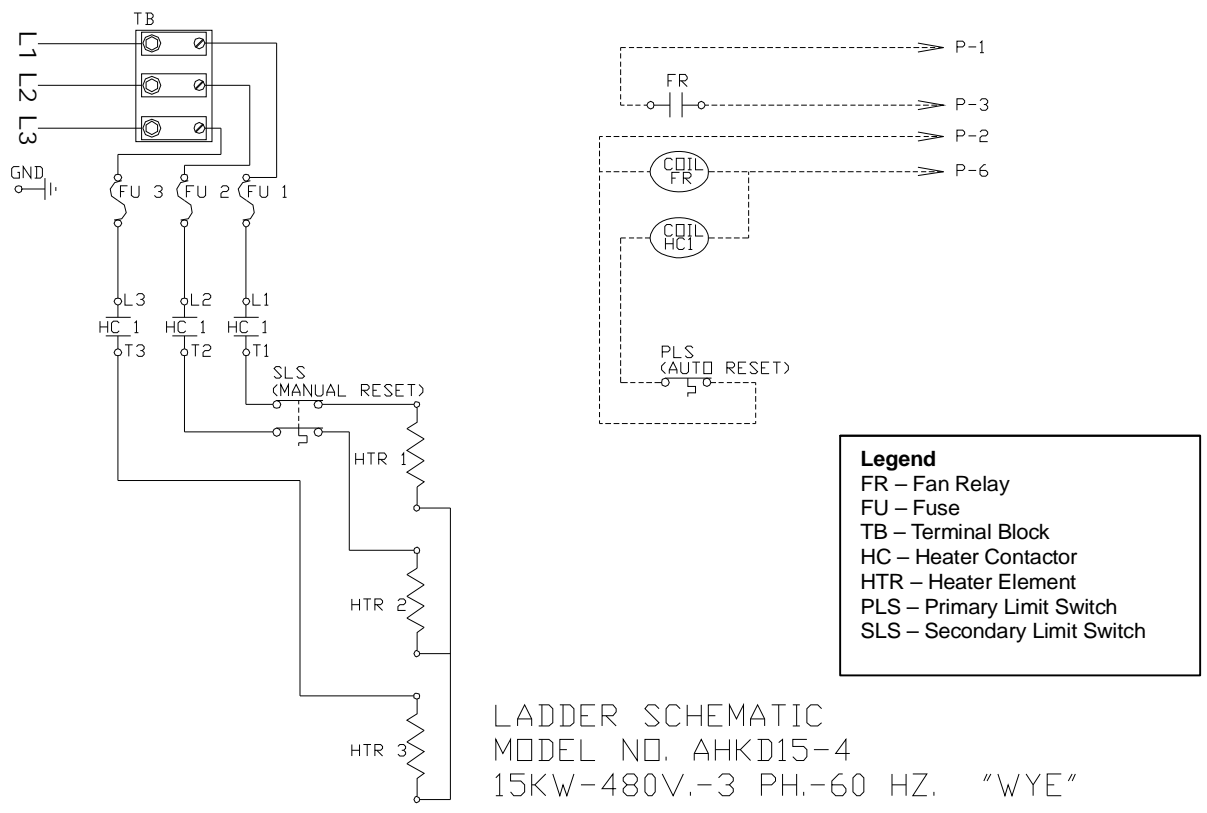 TB
L1
L2
L3
GND
FU 3
FU 2
FU 1
L3
L2
L1
HC 1
HC 1
HC 1
T3
T2
T1
SLS
(MANUAL RESET)
HTR 1
HTR 2
HTR 3
P-1
FR
P-3
P-2
COIL
FR
P-6
COIL
HC1
PLS
(AUTO RESET)
Legend
FR – Fan Relay
FU – Fuse
TB – Terminal Block
HC – Heater Contactor
HTR – Heater Element
PLS – Primary Limit Switch
SLS – Secondary Limit Switch
LADDER SCHEMATIC
MODEL NO. AHKD15-4
15KW-480V.-3 PH.-60 HZ. "WYE"